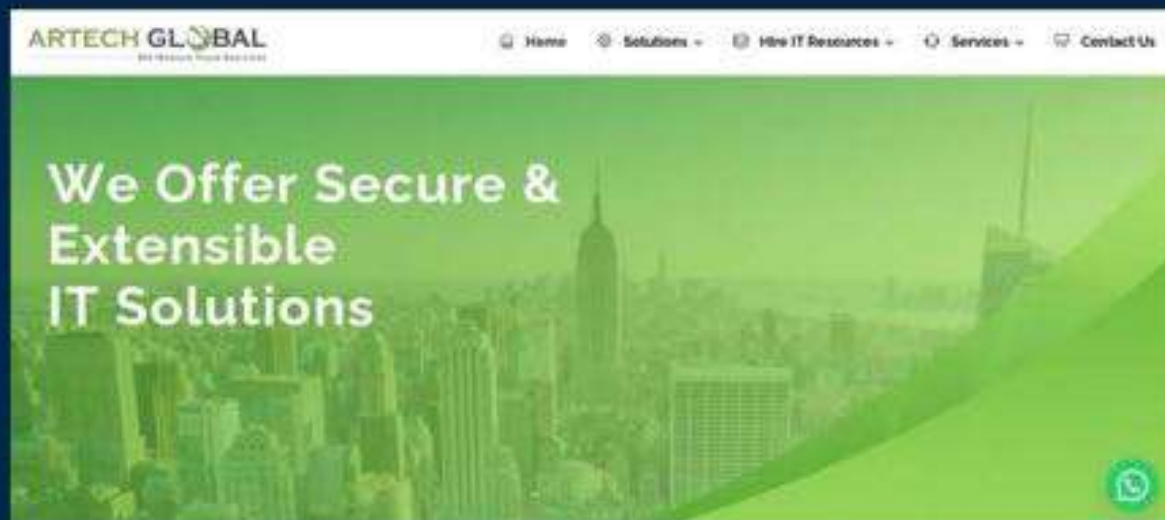 ARTECH GLOBAL
Home Solutions Hire IT Resources Services Contact Us
We Offer Secure &
Extensible
IT Solutions